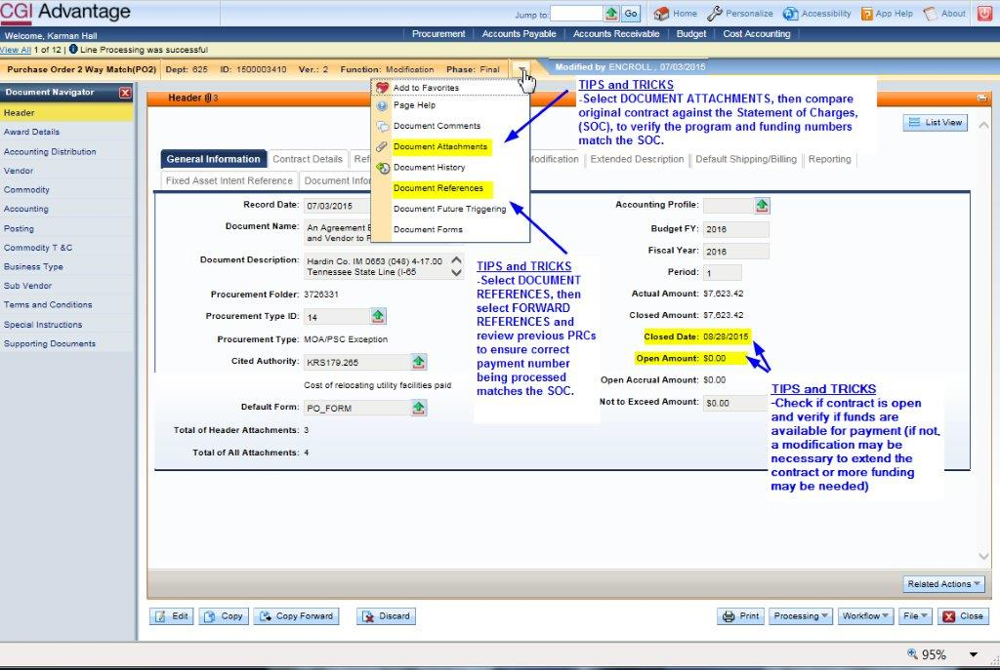 CGI Advantage
Jump to: Go Home Personalize Accessibility App Help About
Welcome, Karman Hall
Procurement Accounts Payable Accounts Receivable Budget Cost Accounting
View All 1 of 12 | Line Processing was successful
Purchase Order 2 Way Match(PO2) Dept: 625 ID: 1500003410 Ver.: 2 Function: Modification Phase: Final
Modified by ENCROLL , 07/03/2015
Document Navigator
Header
Award Details
Accounting Distribution
Vendor
Commodity
Accounting
Posting
Commodity T &C
Business Type
Sub Vendor
Terms and Conditions
Special Instructions
Supporting Documents
Header 3
List View
Add to Favorites
Page Help
Document Comments
Document Attachments
Document History
Document References
Document Future Triggering
Document Forms
TIPS and TRICKS
-Select DOCUMENT ATTACHMENTS, then compare
original contract against the Statement of Charges,
(SOC), to verify the program and funding numbers
match the SOC.
General Information Contract Details Ref odification Extended Description Default Shipping/Billing Reporting
Fixed Asset Intent Reference Document Infor
Record Date: 07/03/2015
Document Name: An Agreement B
and Vendor to P
Document Description: Hardin Co. IM 0653 (048) 4-17.00
Tennessee State Line (I-65
Procurement Folder: 3726331
Procurement Type ID: 14
Procurement Type: MOA/PSC Exception
Cited Authority: KRS179.265
Cost of relocating utility facilities paid
Default Form: PO_FORM
Total of Header Attachments: 3
Total of All Attachments: 4
TIPS and TRICKS
-Select DOCUMENT
REFERENCES, then
select FORWARD
REFERENCES and
review previous PRCs
to ensure correct
payment number
being processed
matches the SOC.
Accounting Profile:
Budget FY: 2016
Fiscal Year: 2016
Period: 1
Actual Amount: $7,623.42
Closed Amount: $7,623.42
Closed Date: 08/28/2015
Open Amount: $0.00
Open Accrual Amount: $0.00
Not to Exceed Amount: $0.00
TIPS and TRICKS
-Check if contract is open
and verify if funds are
available for payment (if not,
a modification may be
necessary to extend the
contract or more funding
may be needed)
Related Actions
Edit Copy Copy Forward Discard Print Processing Workflow File Close
95%